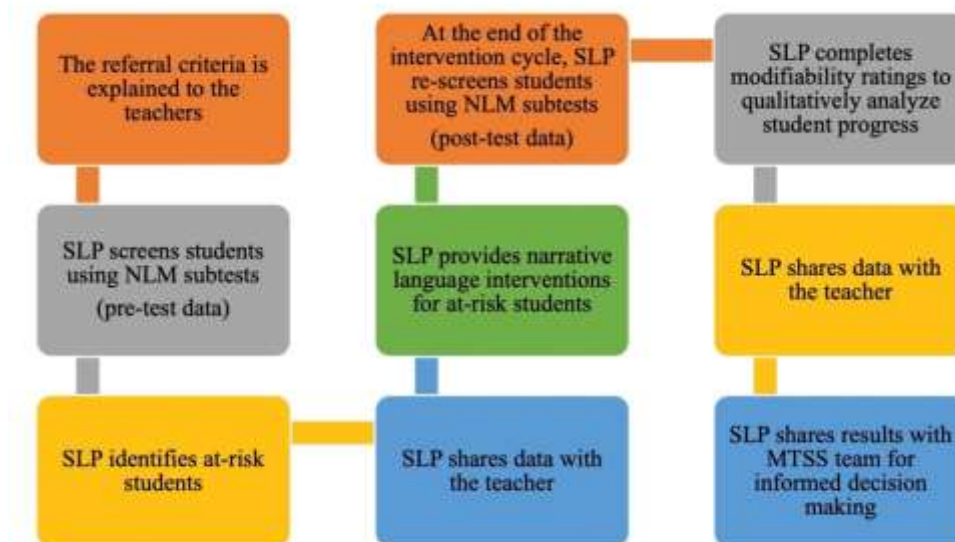 The referral criteria is
explained to the
teachers
SLP screens students
using NLM subtests
(pre-test data)
SLP identifies at-risk
students
SLP shares data with
the teacher
SLP provides narrative
language interventions
for at-risk students
At the end of the
intervention cycle, SLP
re-screens students
using NLM subtests
(post-test data)
SLP completes
modifiability ratings to
qualitatively analyze
student progress
SLP shares data with
the teacher
SLP shares results with
MTSS team for
informed decision
making